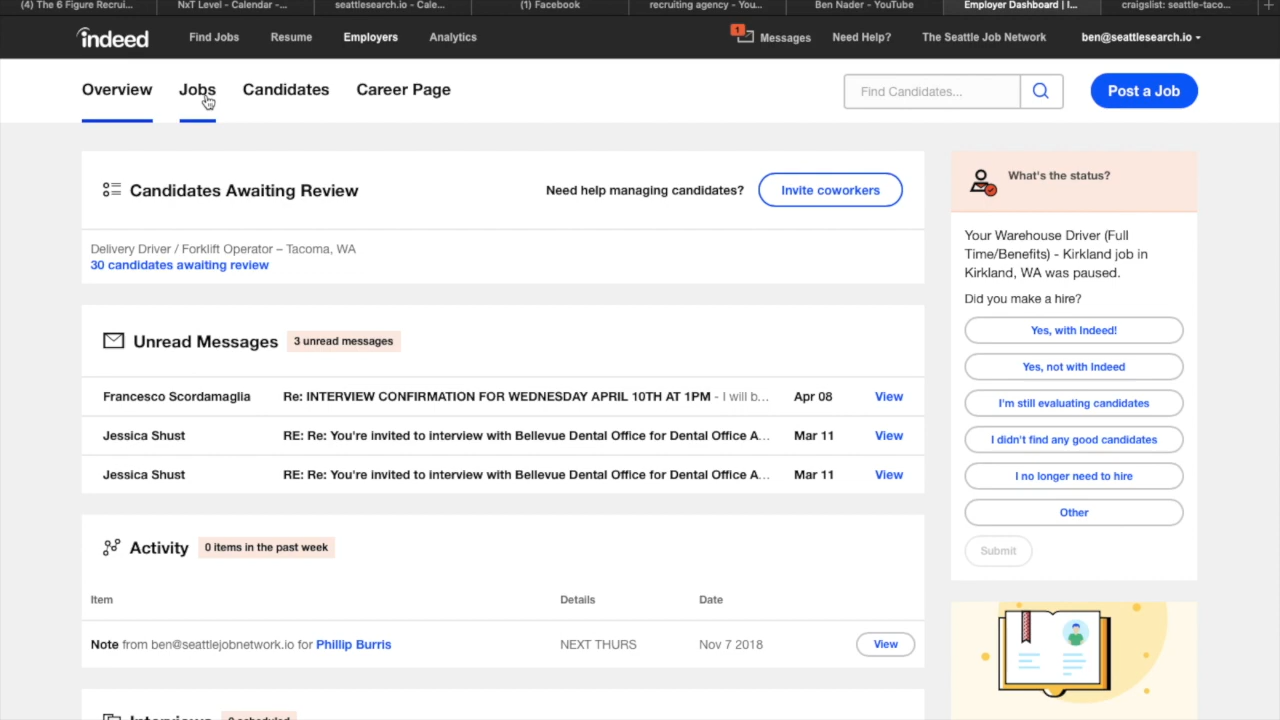 (4) The 6 Figure Recrui...
NxT Level - Calendar -...
seattlesearch.io - Cale...
(1) Facebook
recruiting agency - You...
Ben Nader - YouTube
Employer Dashboard | I...
craigslist: seattle-taco...
indeed
Find Jobs
Resume
Employers
Analytics
1
Messages
Need Help?
The Seattle Job Network
ben@seattlesearch.io
Overview
Jobs
Candidates
Career Page
Find Candidates...
Post a Job
Candidates Awaiting Review
Need help managing candidates?
Invite coworkers
Delivery Driver / Forklift Operator – Tacoma, WA
30 candidates awaiting review
Unread Messages
3 unread messages
Francesco Scordamaglia Re: INTERVIEW CONFIRMATION FOR WEDNESDAY APRIL 10TH AT 1PM - I will b... Apr 08 View
Jessica Shust RE: Re: You're invited to interview with Bellevue Dental Office for Dental Office A... Mar 11 View
Jessica Shust RE: Re: You're invited to interview with Bellevue Dental Office for Dental Office A... Mar 11 View
Activity
0 items in the past week
Item Details Date
Note from ben@seattlejobnetwork.io for Phillip Burris NEXT THURS Nov 7 2018 View
Interviews
0 scheduled
What's the status?
Your Warehouse Driver (Full
Time/Benefits) - Kirkland job in
Kirkland, WA was paused.
Did you make a hire?
Yes, with Indeed!
Yes, not with Indeed
I'm still evaluating candidates
I didn't find any good candidates
I no longer need to hire
Other
Submit